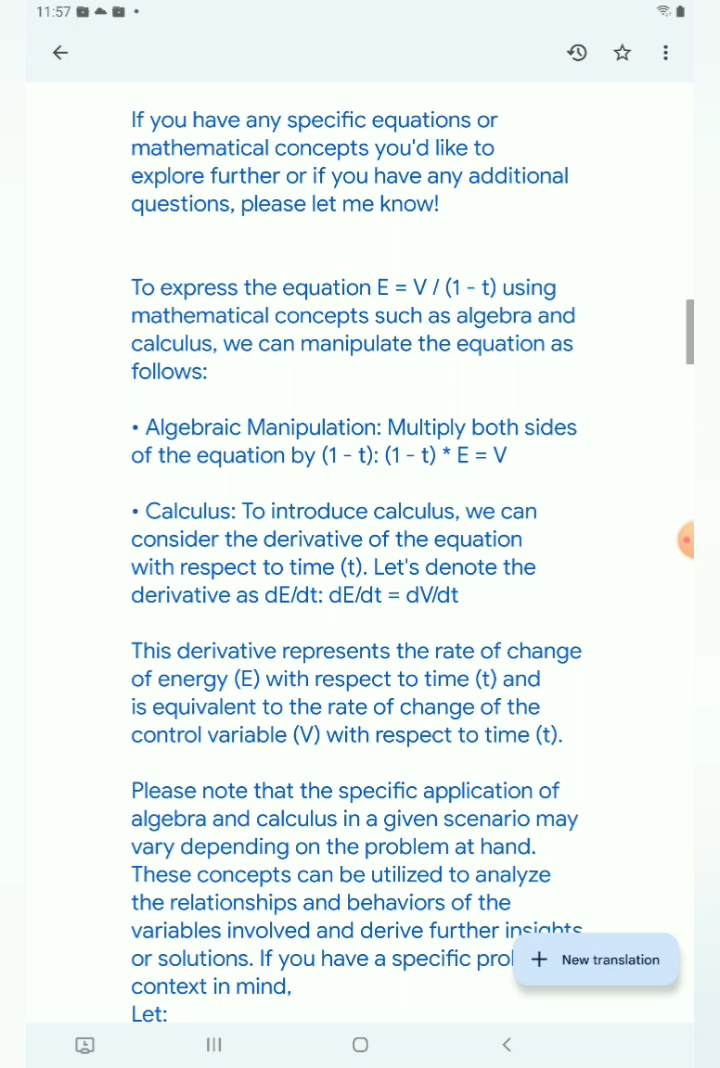 11:57
If you have any specific equations or
mathematical concepts you'd like to
explore further or if you have any additional
questions, please let me know!
To express the equation E = V / (1 - t) using
mathematical concepts such as algebra and
calculus, we can manipulate the equation as
follows:
• Algebraic Manipulation: Multiply both sides
of the equation by (1 - t): (1 - t) * E = V
• Calculus: To introduce calculus, we can
consider the derivative of the equation
with respect to time (t). Let's denote the
derivative as dE/dt: dE/dt = dV/dt
This derivative represents the rate of change
of energy (E) with respect to time (t) and
is equivalent to the rate of change of the
control variable (V) with respect to time (t).
Please note that the specific application of
algebra and calculus in a given scenario may
vary depending on the problem at hand.
These concepts can be utilized to analyze
the relationships and behaviors of the
variables involved and derive further insights
or solutions. If you have a specific
context in mind,
Let:
+ New translation